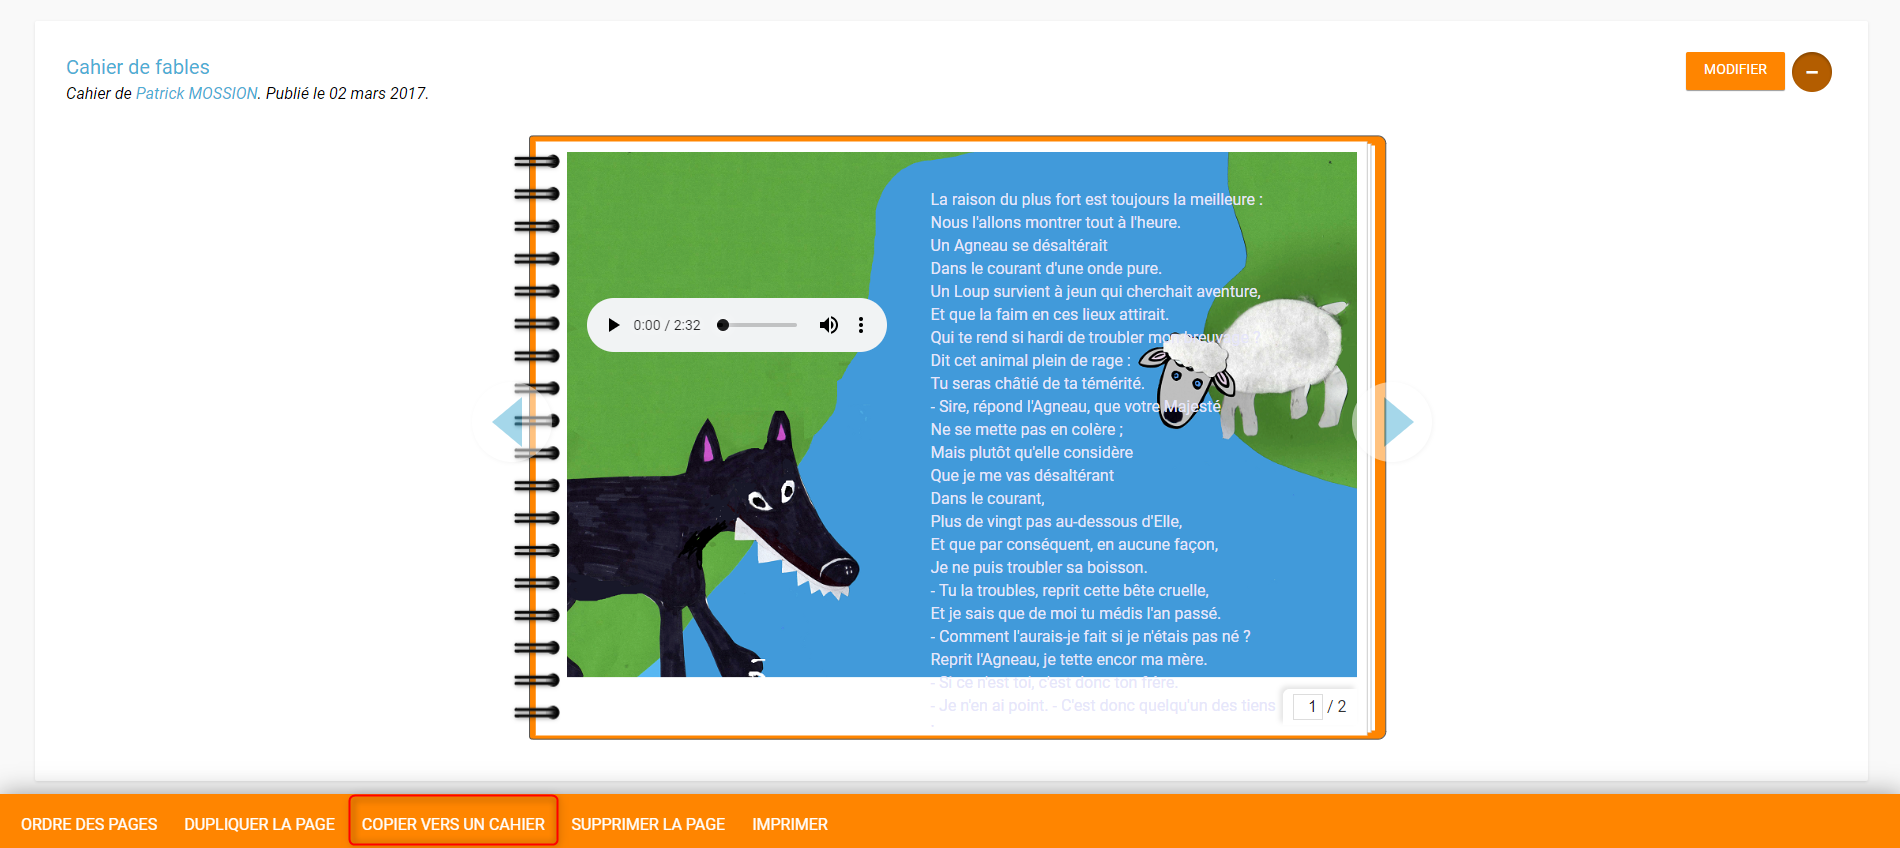 Cahier de fables
Cahier de Patrick MOSSION. Publié le 02 mars 2017.
MODIFIER
La raison du plus fort est toujours la meilleure :
Nous l'allons montrer tout à l'heure.
Un Agneau se désaltérait
Dans le courant d'une onde pure.
Un Loup survient à jeun qui cherchait aventure,
Et que la faim en ces lieux attirait.
0:00 / 2:32
Qui te rend si hardi de troubler mon
Dit cet animal plein de rage :
Tu seras châtié de ta témérité.
- Sire, répond l'Agneau, que votre Majesté
Ne se mette pas en colère ;
Mais plutôt qu'elle considère
Que je me vas désaltérant
Dans le courant,
Plus de vingt pas au-dessous d'Elle,
Et que par conséquent, en aucune façon,
Je ne puis troubler sa boisson.
- Tu la troubles, reprit cette bête cruelle,
Et je sais que de moi tu médis l'an passé.
- Comment l'aurais-je fait si je n'étais pas né ?
Reprit l'Agneau, je tette encor ma mère.
- Si ce n'est toi, c'est donc ton frère.
- Je n'en ai point. - C'est donc quelqu'un des tiens
1 / 2
ORDRE DES PAGES
DUPLIQUER LA PAGE
COPIER VERS UN CAHIER
SUPPRIMER LA PAGE
IMPRIMER